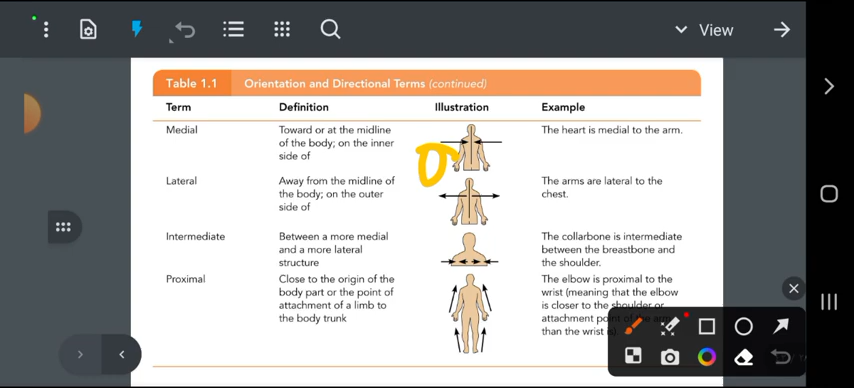 View
Table 1.1 Orientation and Directional Terms (continued)
Term Definition Illustration Example
Medial
Toward or at the midline
of the body; on the inner
side of
The heart is medial to the arm.
Lateral
Away from the midline of
the body; on the outer
side of
The arms are lateral to the
chest.
Intermediate
Between a more medial
and a more lateral
structure
The collarbone is intermediate
between the breastbone and
the shoulder.
Proximal
Close to the origin of the
body part or the point of
attachment of a limb to
the body trunk
The elbow is proximal to the
wrist (meaning that the elbow
is closer to the shoulder or
attachment point of the arm
than the wrist is).